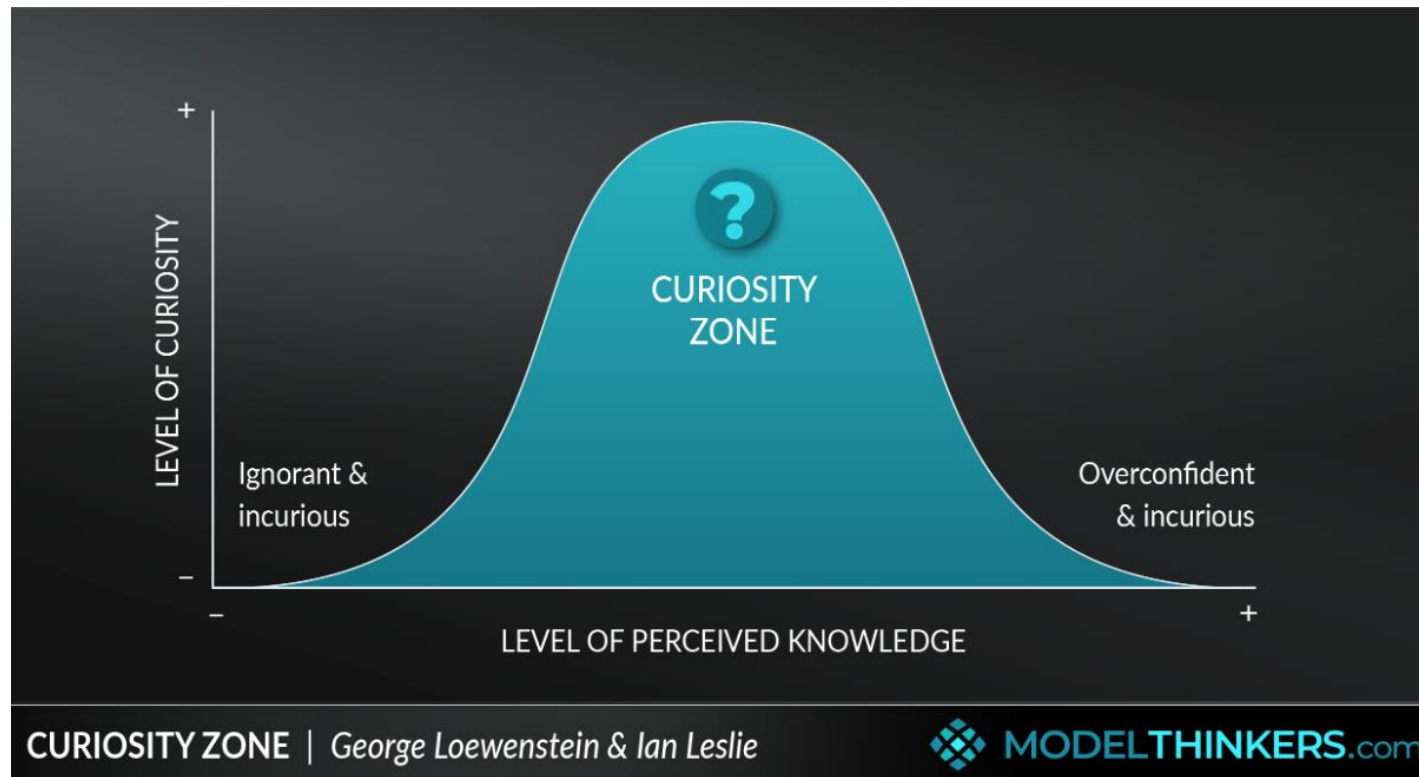 +
LEVEL OF CURIOSITY
?
CURIOSITY
ZONE
Ignorant &
incurious
Overconfident
& incurious
–
–
+
LEVEL OF PERCEIVED KNOWLEDGE
CURIOSITY ZONE | George Loewenstein & Ian Leslie
MODELTHINKERS.com